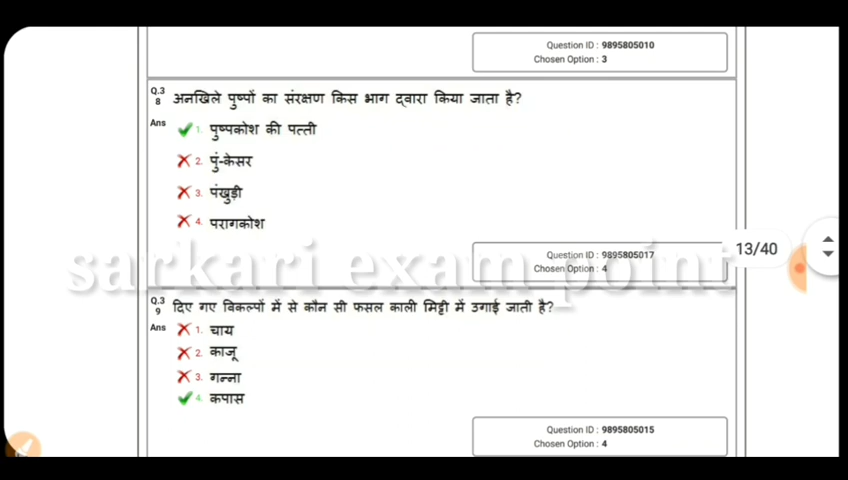 Question ID : 9895805010
Chosen Option : 3
Q.38 अनखिले पुष्पों का संरक्षण किस भाग द्वारा किया जाता है?
Ans 1. पुष्पकोश की पत्ती
2. पुं-केसर
3. पंखुड़ी
4. परागकोश
sarkari exam point
Question ID : 9895805017
Chosen Option : 4
13/40
Q.39 दिए गए विकल्पों में से कौन सी फसल काली मिट्टी में उगाई जाती है?
Ans 1. चाय
2. काजू
3. गन्ना
4. कपास
Question ID : 9895805015
Chosen Option : 4